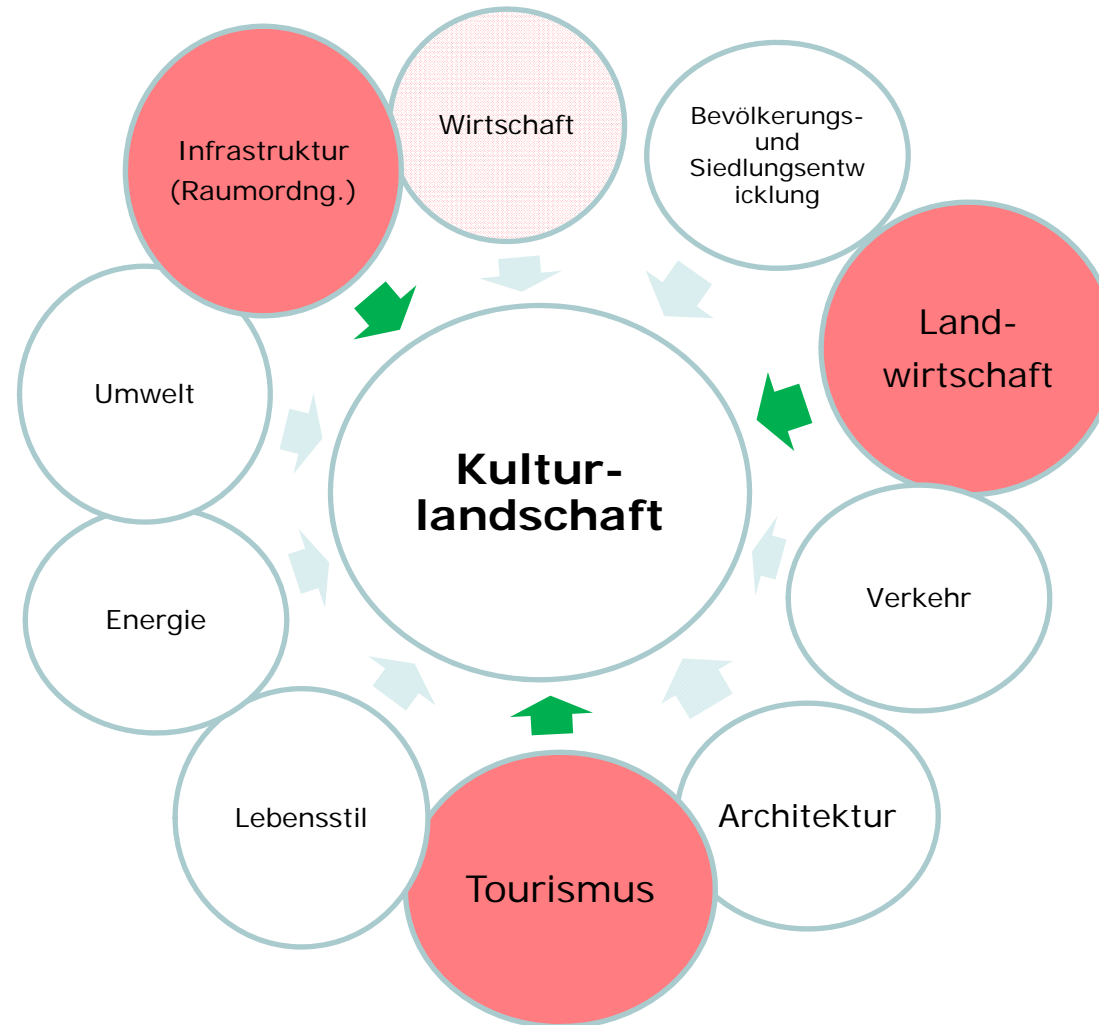 Wirtschaft
Bevölkerungs-
und
Siedlungsentw
icklung
Infrastruktur
(Raumordng.)
Land-
wirtschaft
Umwelt
Kultur-
landschaft
Verkehr
Energie
Lebensstil
Architektur
Tourismus